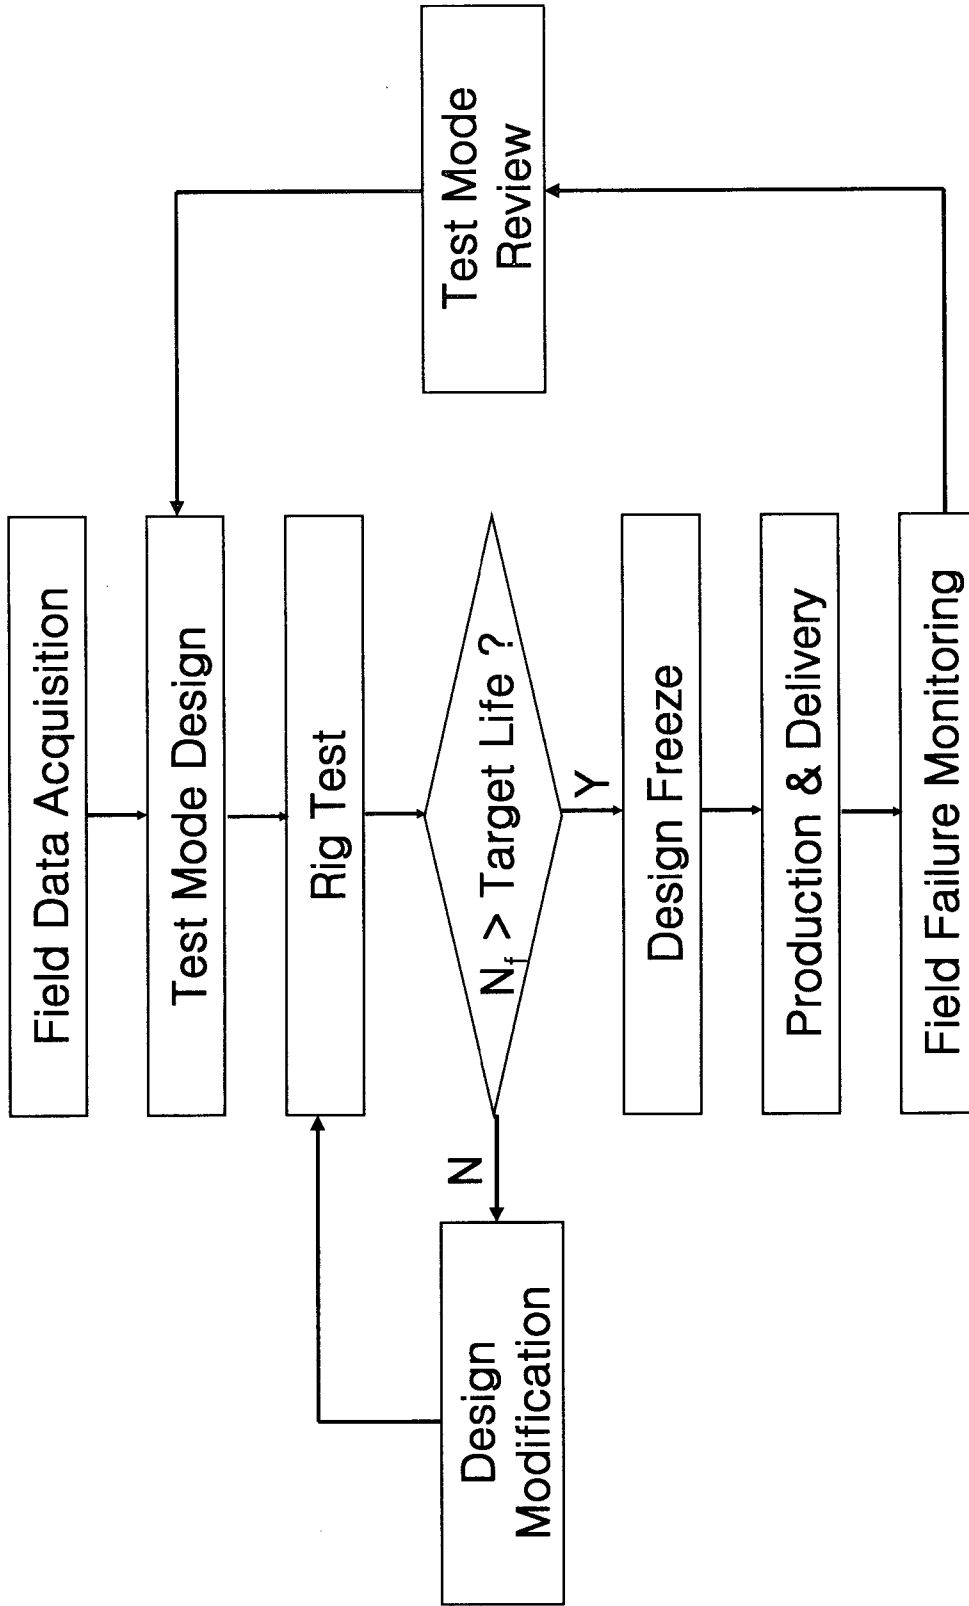 Field Data Acquisition
Test Mode Design
Rig Test
N_f > Target Life ?
N
Y
Design
Modification
Test Mode
Review
Design Freeze
Production & Delivery
Field Failure Monitoring